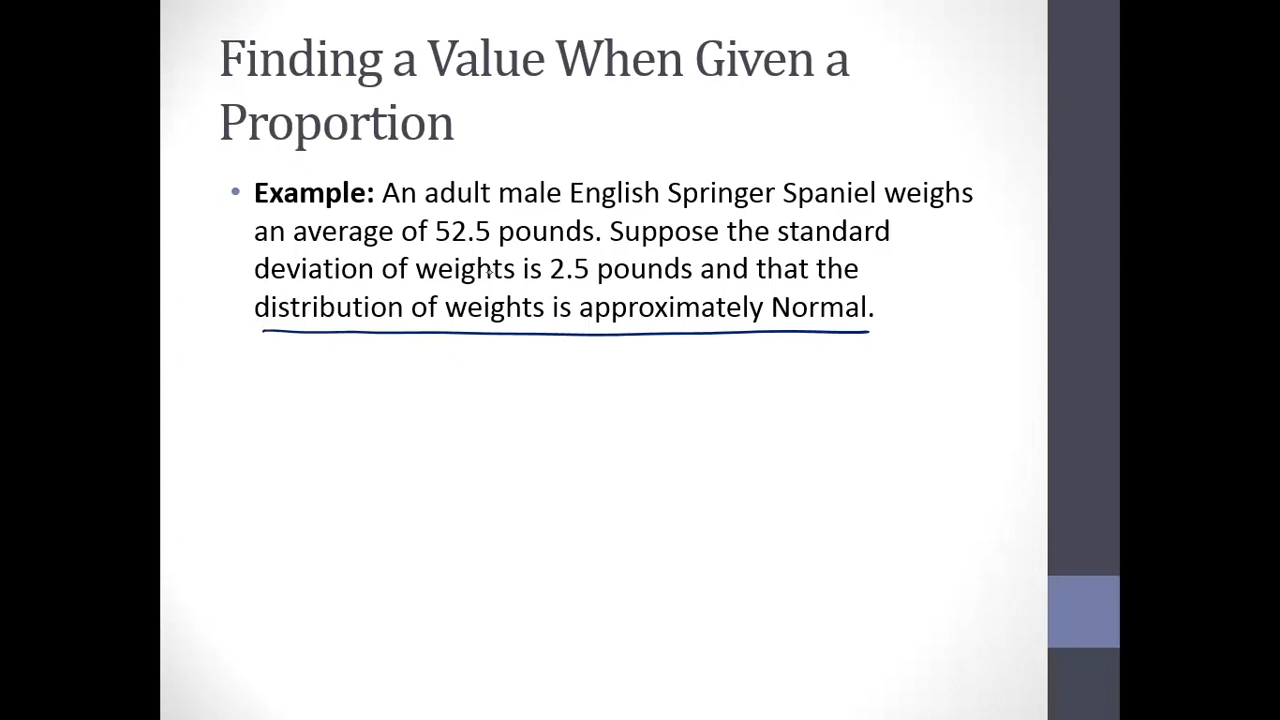 Finding a Value When Given a
Proportion
• Example: An adult male English Springer Spaniel weighs
an average of 52.5 pounds. Suppose the standard
deviation of weights is 2.5 pounds and that the
distribution of weights is approximately Normal.